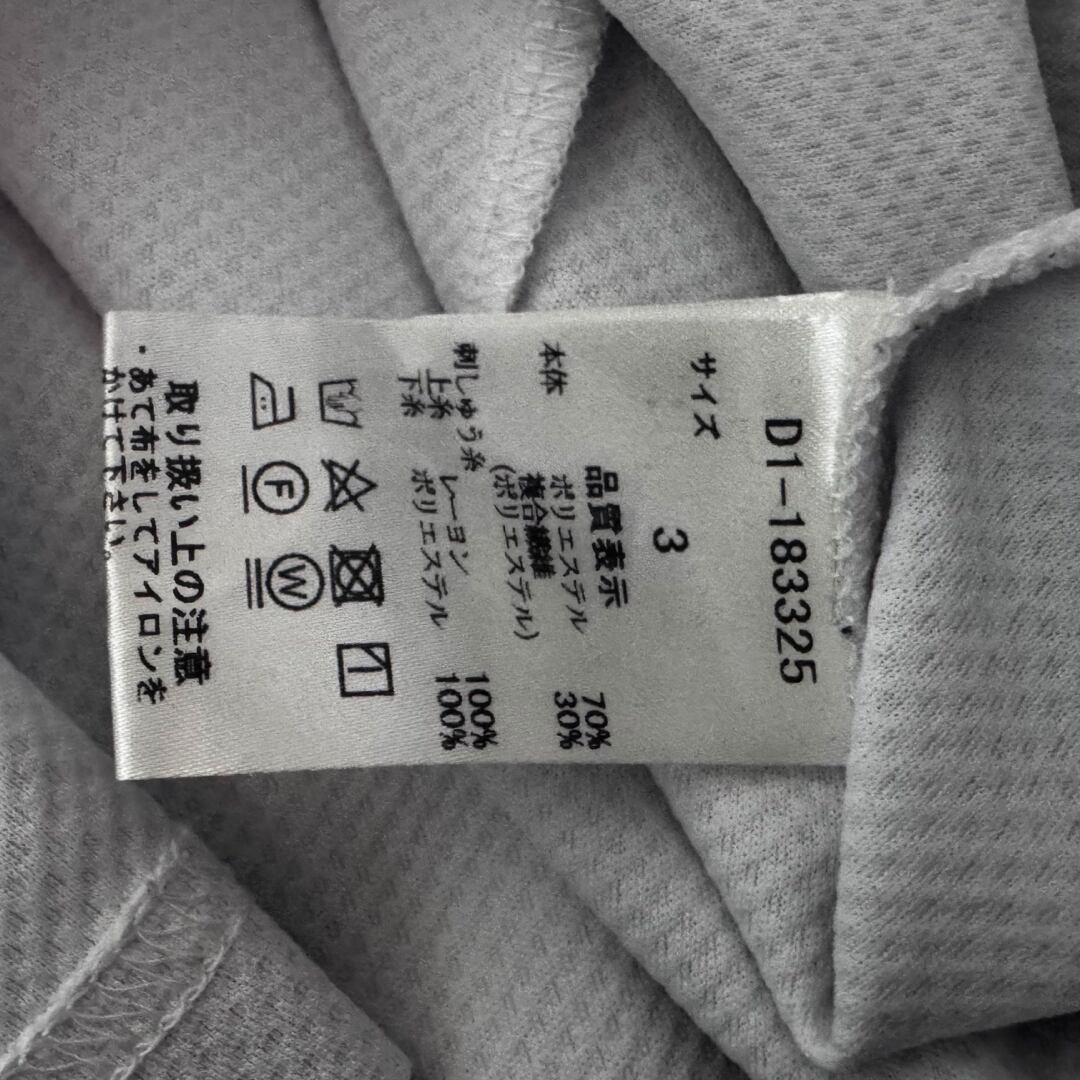 D1-183325
サイズ
3
品質表示
本体 ポリエステル 70%
複合繊維 30%
(ポリエステル)
刺しゅう糸
上糸 レーヨン 100%
下糸 ポリエステル 100%
F
W
取り扱い上の注意
・あて布をしてアイロンを
かけて下さい。